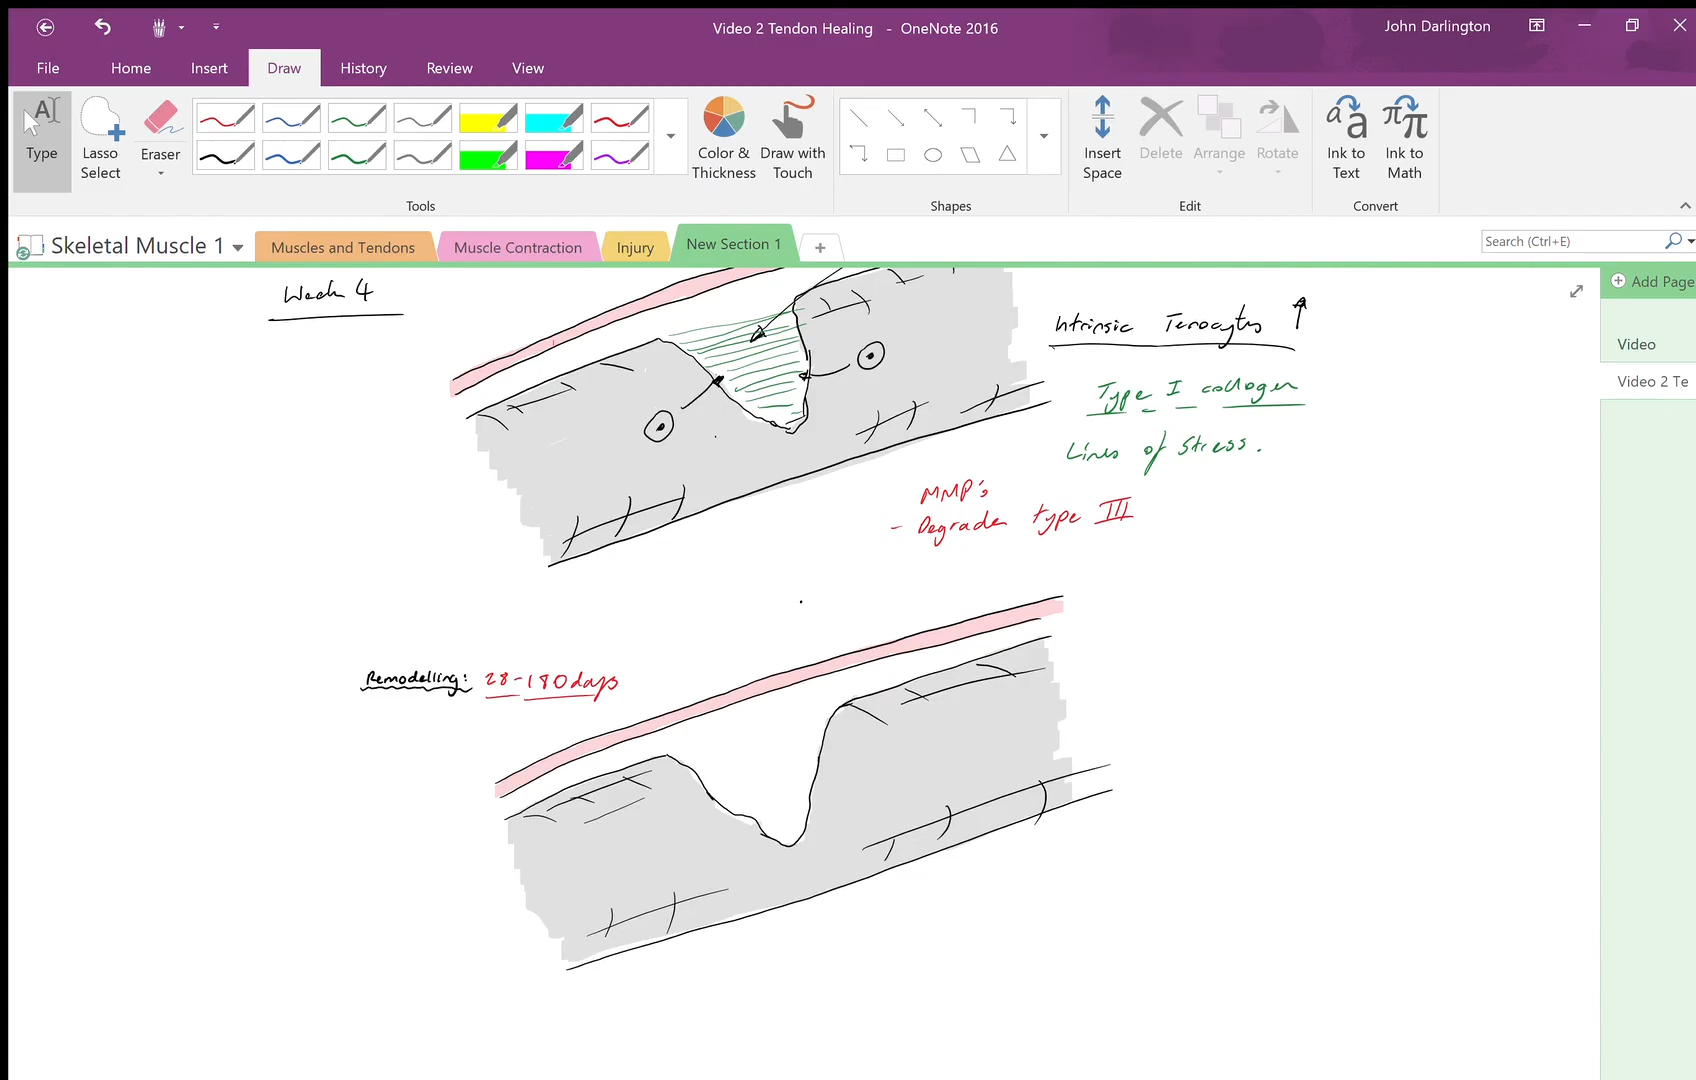 Video 2 Tendon Healing - OneNote 2016
John Darlington
File
Home
Insert
Draw
History
Review
View
Type
Lasso Select
Eraser
Color & Thickness
Draw with Touch
Insert Space
Delete
Arrange
Rotate
Ink to Text
Ink to Math
Tools
Shapes
Edit
Convert
Skeletal Muscle 1
Muscles and Tendons
Muscle Contraction
Injury
New Section 1
Search (Ctrl+E)
Add Page
Video
Video 2 Te
Week 4
Intrinsic Tenocytes ↑
Type I collagen
Lines of stress.
MMP's
- Degrades type III
Remodelling: 28-180 days